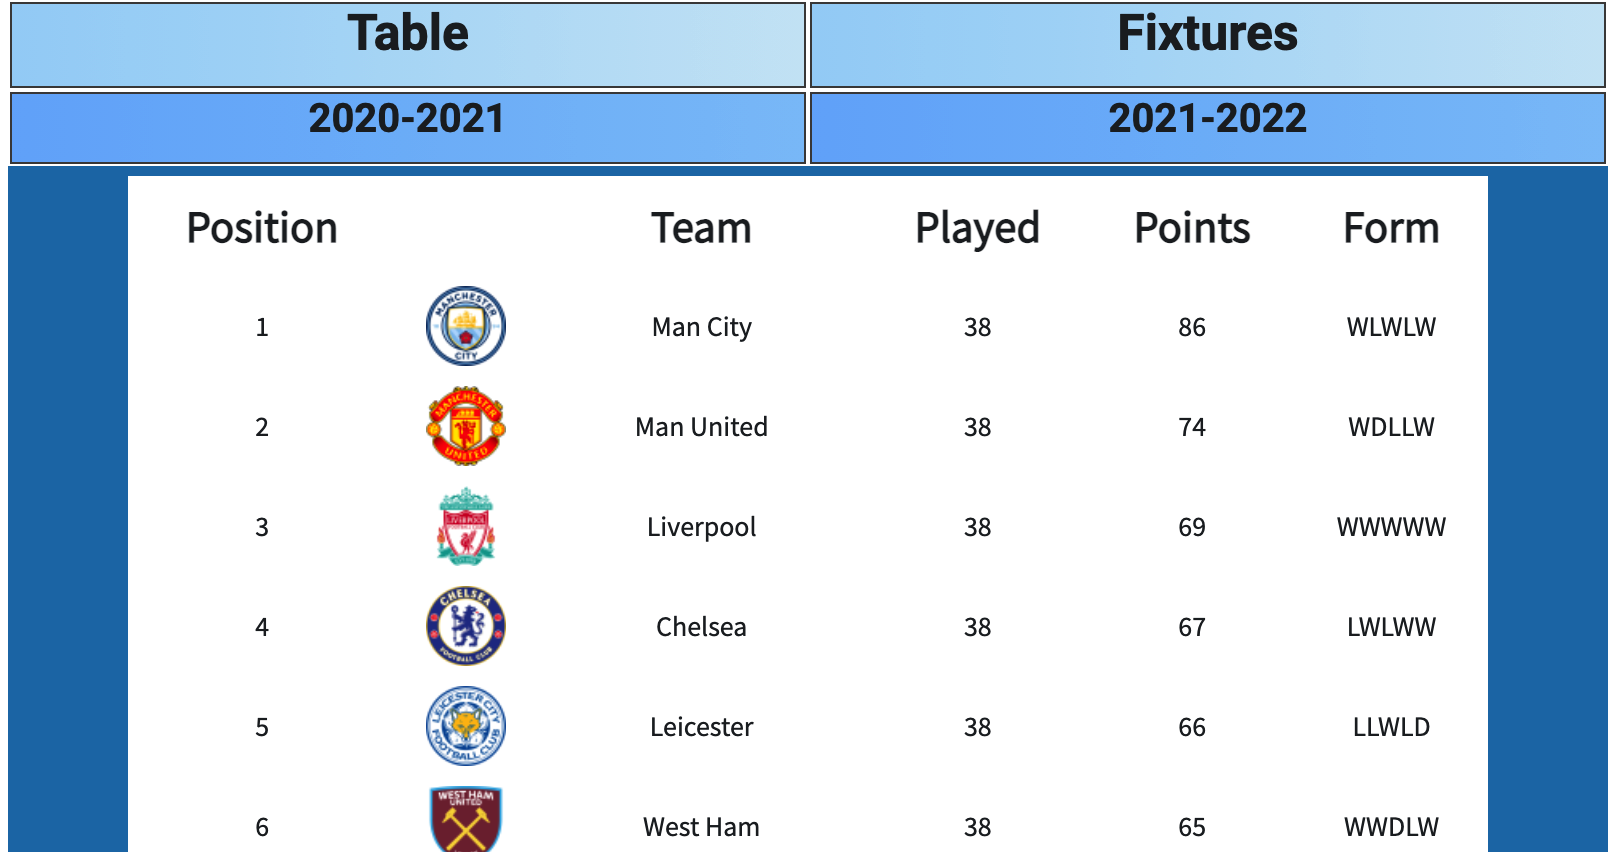 Table Fixtures
2020-2021 2021-2022
Position Team Played Points Form
MANCHESTER
CITY
1 Man City 38 86 WLWLW
MANCHESTER
UNITED
2 Man United 38 74 WDLLW
LIVERPOOL
3 Liverpool 38 69 WWWWW
CHELSEA
FOOTBALL CLUB
4 Chelsea 38 67 LWLWW
LEICESTER CITY
FOOTBALL CLUB
5 Leicester 38 66 LLWLD
WEST HAM
UNITED
6 West Ham 38 65 WWDLW